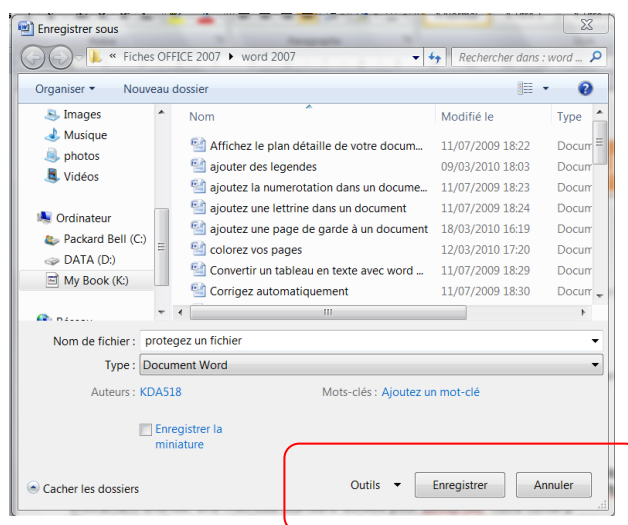 Enregistrer sous
« Fiches OFFICE 2007 word 2007
Rechercher dans : word ...
Organiser Nouveau dossier
Images
Musique
photos
Vidéos
Ordinateur
Packard Bell (C:)
DATA (D:)
My Book (K:)
Nom Modifié le Type
Affichez le plan détaille de votre docum... 11/07/2009 18:22 Docum
ajouter des legendes 09/03/2010 18:03 Docum
ajoutez la numerotation dans un docume... 11/07/2009 18:23 Docum
ajoutez une lettrine dans un document 11/07/2009 18:24 Docum
ajoutez une page de garde à un document 18/03/2010 16:19 Docum
colorez vos pages 12/03/2010 17:20 Docum
Convertir un tableau en texte avec word ... 11/07/2009 18:29 Docum
Corrigez automatiquement 11/07/2009 18:30 Docum
Nom de fichier : protegez un fichier
Type : Document Word
Auteurs : KDA518 Mots-clés : Ajoutez un mot-clé
Enregistrer la
miniature
Cacher les dossiers Outils Enregistrer Annuler